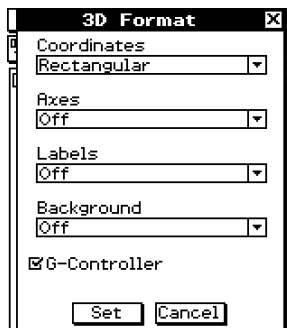 3D Format
Coordinates
Rectangular
Axes
Off
Labels
Off
Background
Off
G-Controller
Set Cancel